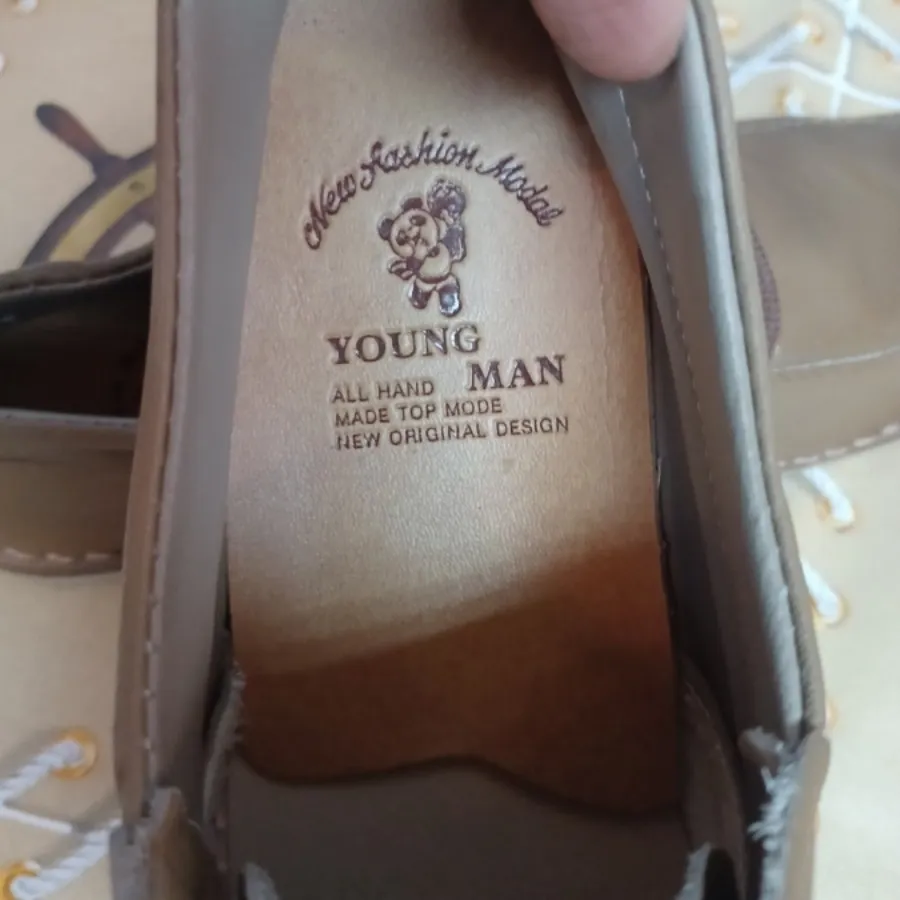 New Fashion Modal
YOUNG
MAN
ALL HAND
MADE TOP MODE
NEW ORIGINAL DESIGN